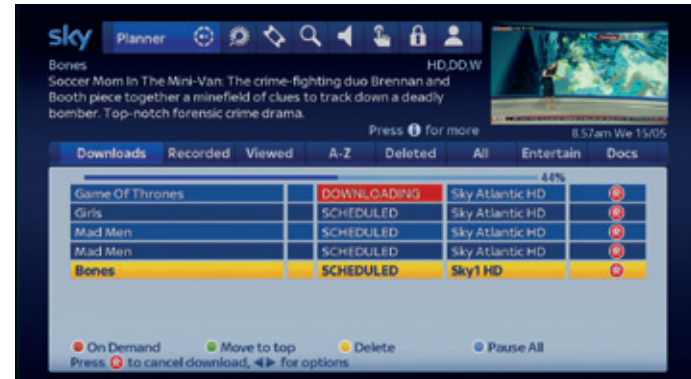 sky Planner
Bones HD,DD,W
Soccer Mom In The Mini-Van: The crime-fighting duo Brennan and
Booth piece together a minefield of clues to track down a deadly
bomber. Top-notch forensic crime drama.
Press i for more
8.57am We 15/05
Downloads Recorded Viewed A-Z Deleted All Entertain Docs
44%
Game Of Thrones DOWNLOADING Sky Atlantic HD R
Girls SCHEDULED Sky Atlantic HD R
Mad Men SCHEDULED Sky Atlantic HD R
Mad Men SCHEDULED Sky Atlantic HD R
Bones SCHEDULED Sky1 HD R
On Demand Move to top Delete Pause All
Press R to cancel download, ◄► for options